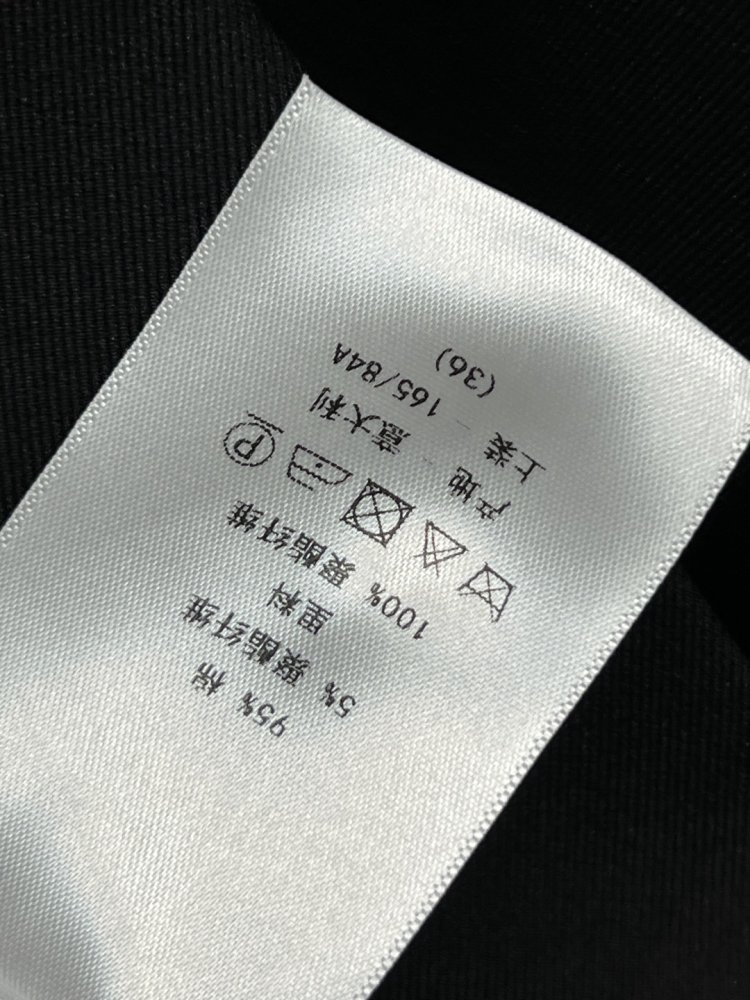 95% 棉
5% 聚酯纤维
里料
100% 聚酯纤维
P
产地 - 意大利
上装 - 165/84A
(36)